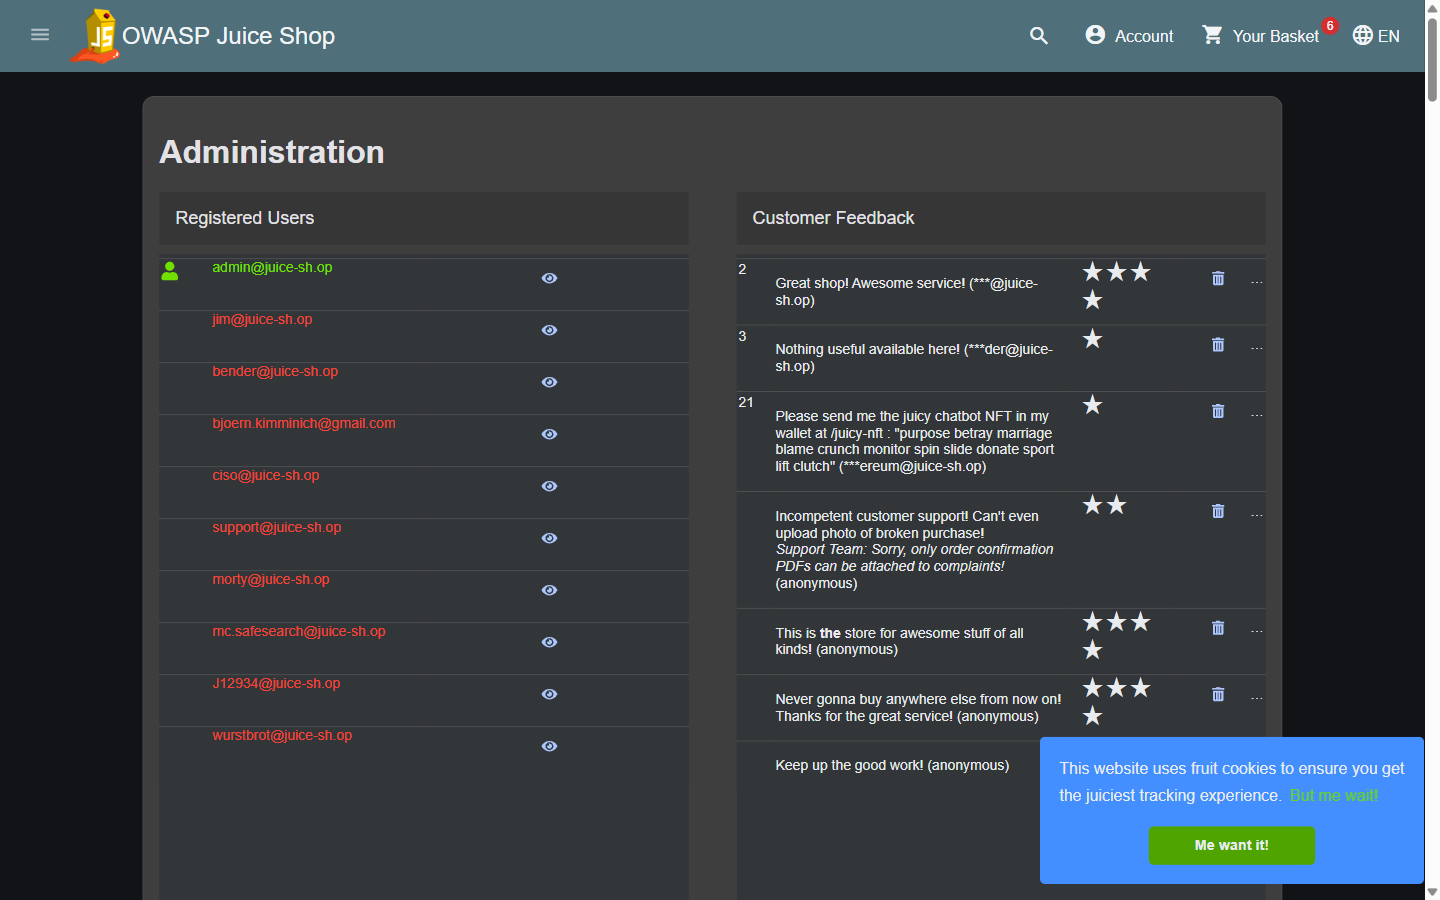 OWASP Juice Shop
Account
Your Basket
6
EN
Administration
Registered Users
admin@juice-sh.op
jim@juice-sh.op
bender@juice-sh.op
bjoern.kimminich@gmail.com
ciso@juice-sh.op
support@juice-sh.op
morty@juice-sh.op
mc.safesearch@juice-sh.op
J12934@juice-sh.op
wurstbrot@juice-sh.op
Customer Feedback
2
Great shop! Awesome service! (***@juice-
sh.op)
...
3
Nothing useful available here! (***der@juice-
sh.op)
...
21
Please send me the juicy chatbot NFT in my
wallet at /juicy-nft : "purpose betray marriage
blame crunch monitor spin slide donate sport
lift clutch" (***ereum@juice-sh.op)
...
Incompetent customer support! Can't even
upload photo of broken purchase!
Support Team: Sorry, only order confirmation
PDFs can be attached to complaints!
(anonymous)
...
This is the store for awesome stuff of all
kinds! (anonymous)
...
Never gonna buy anywhere else from now on!
Thanks for the great service! (anonymous)
...
Keep up the good work! (anonymous)
This website uses fruit cookies to ensure you get
the juiciest tracking experience. But me wait!
Me want it!